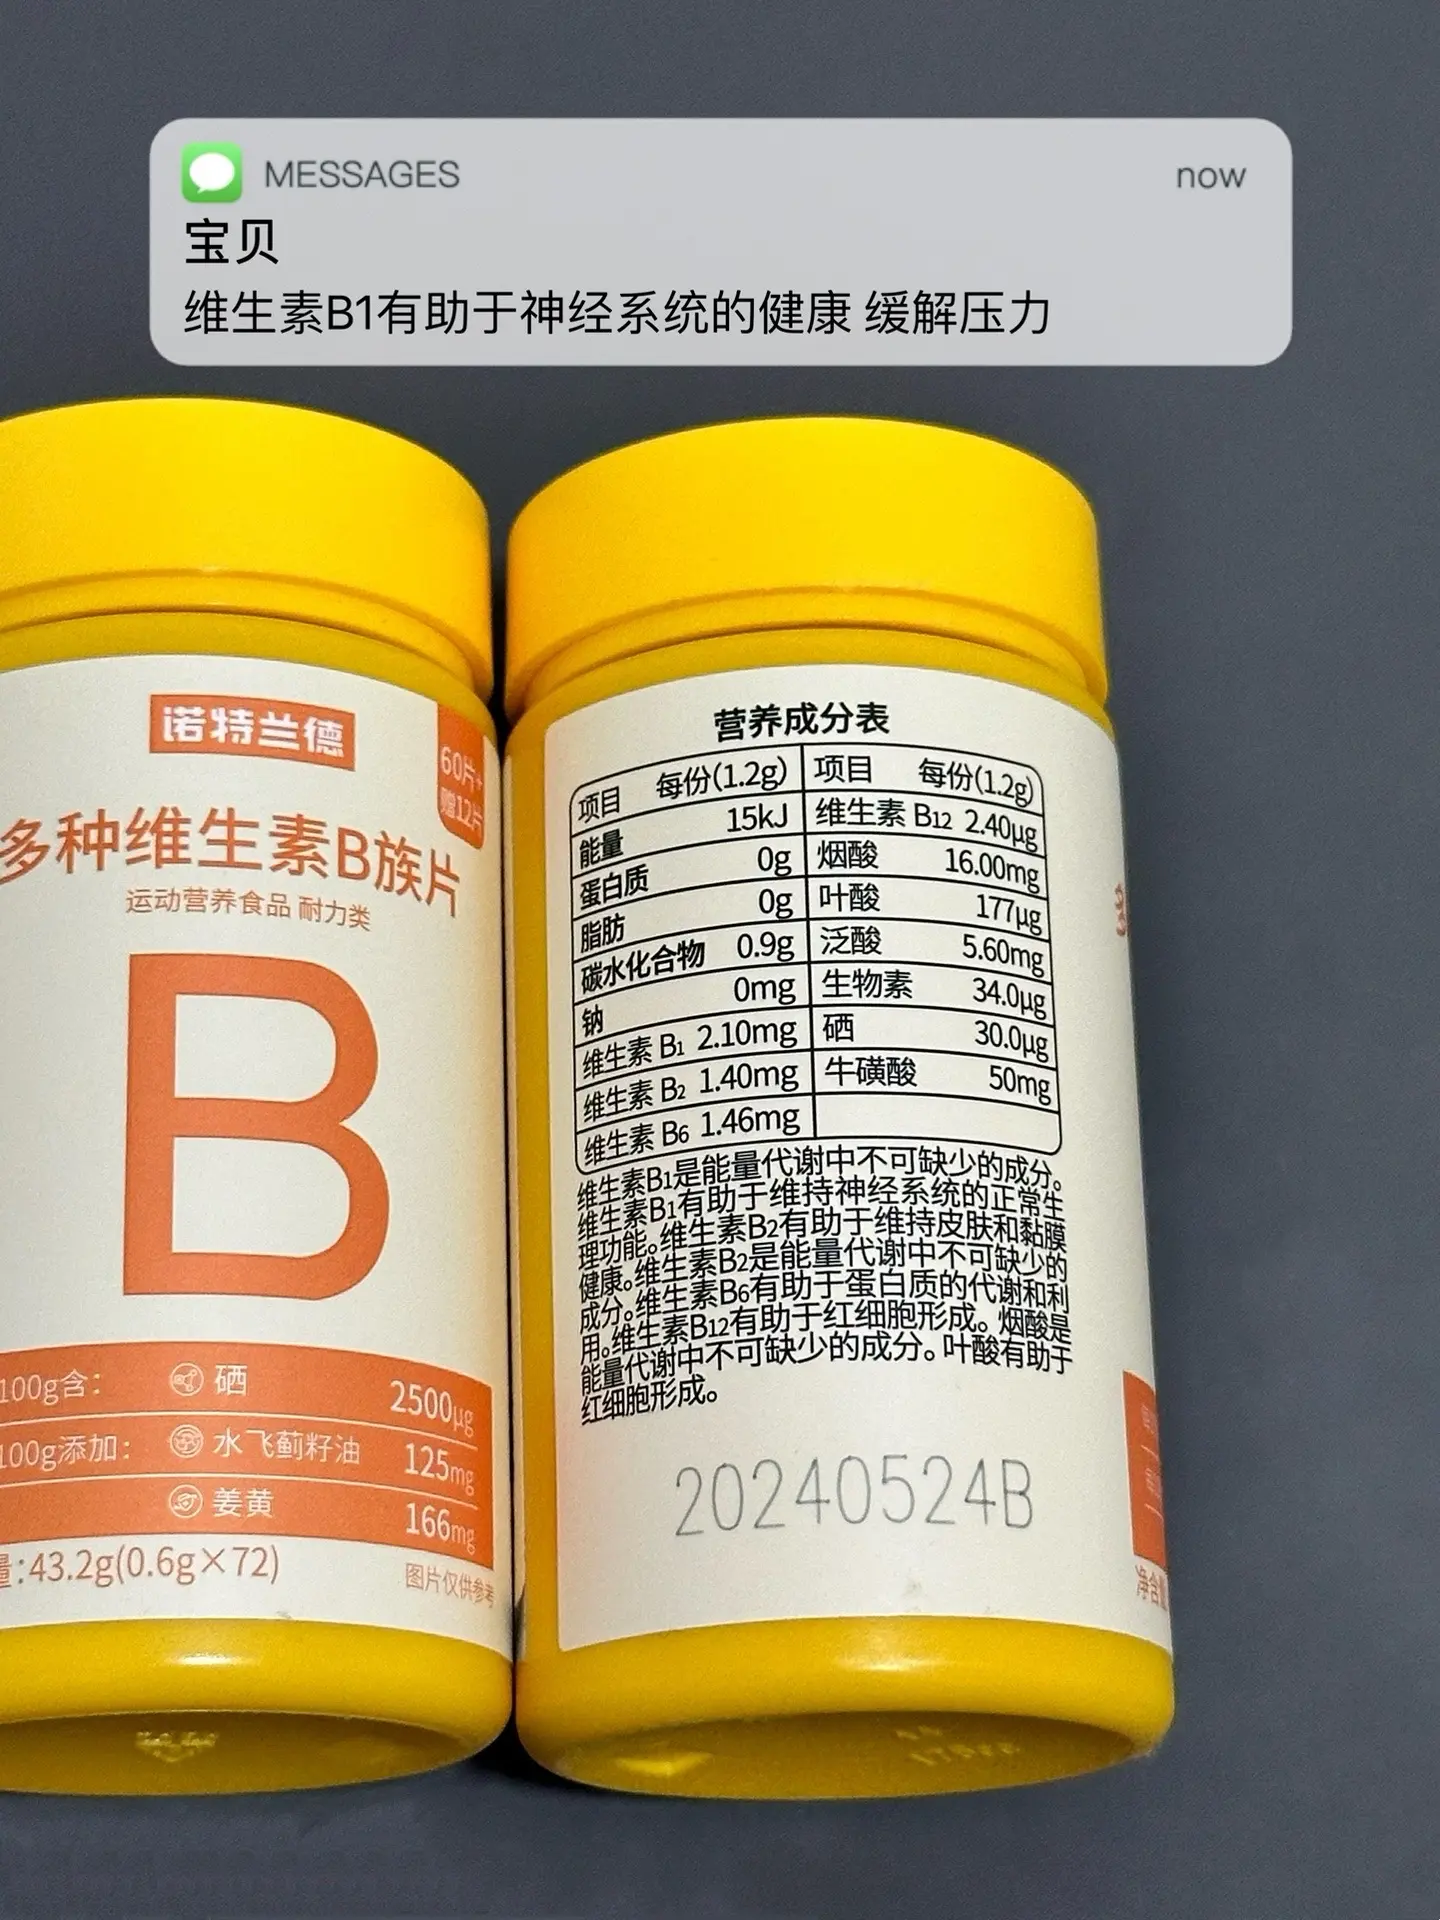 MESSAGES
now
宝贝
维生素B1有助于神经系统的健康 缓解压力
诺特兰德
60片+
赠12片
多种维生素B族片
运动营养食品 耐力类
B
100g含： 硒 2500μg
100g添加： 水飞蓟籽油 125mg
姜黄 166mg
量:43.2g(0.6g×72)
图片仅供参考
营养成分表
项目 每份(1.2g) 项目 每份(1.2g)
能量 15kJ 维生素 B12 2.40μg
蛋白质 0g 烟酸 16.00mg
脂肪 0g 叶酸 177μg
碳水化合物 0.9g 泛酸 5.60mg
钠 0mg 生物素 34.0μg
维生素 B1 2.10mg 硒 30.0μg
维生素 B2 1.40mg 牛磺酸 50mg
维生素 B6 1.46mg
维生素B1是能量代谢中不可缺少的成分。
维生素B1有助于维持神经系统的正常生
理功能。维生素B2有助于维持皮肤和黏膜
健康。维生素B2是能量代谢中不可缺少的
成分。维生素B6有助于蛋白质的代谢和利
用。维生素B12有助于红细胞形成。烟酸是
能量代谢中不可缺少的成分。叶酸有助于
红细胞形成。
20240524B
净含